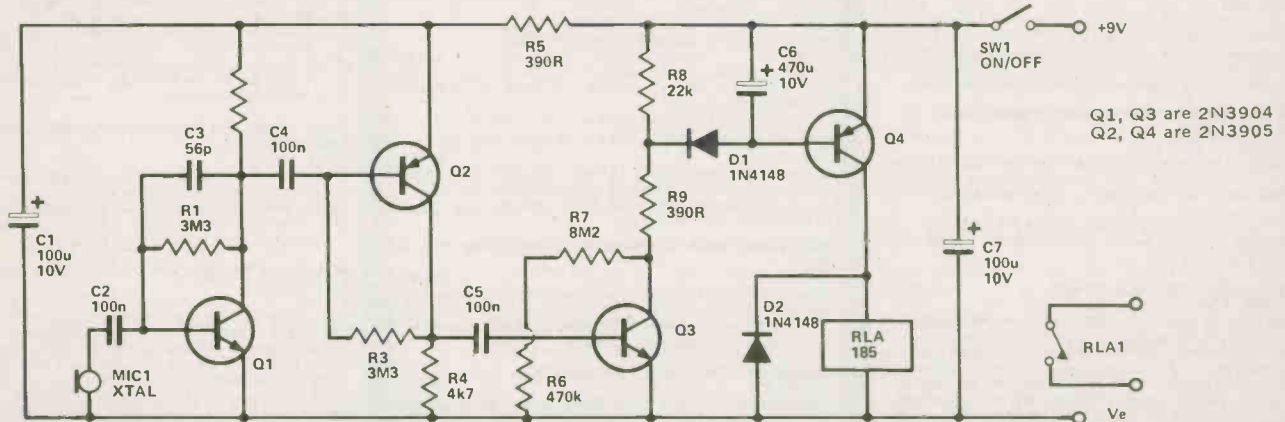 R5
390R
SW1
ON/OFF
+9V
R8
22k
C6
+
470u
10V
Q1, Q3 are 2N3904
Q2, Q4 are 2N3905
C3
56p
C4
100n
Q2
D1
1N4148
Q4
R1
3M3
R9
390R
+
C1
100u
10V
R7
8M2
+
C7
100u
10V
C2
100n
C5
100n
D2
1N4148
Q1
R3
3M3
Q3
RLA
185
RLA1
MIC1
XTAL
R4
4k7
R6
470k
Ve